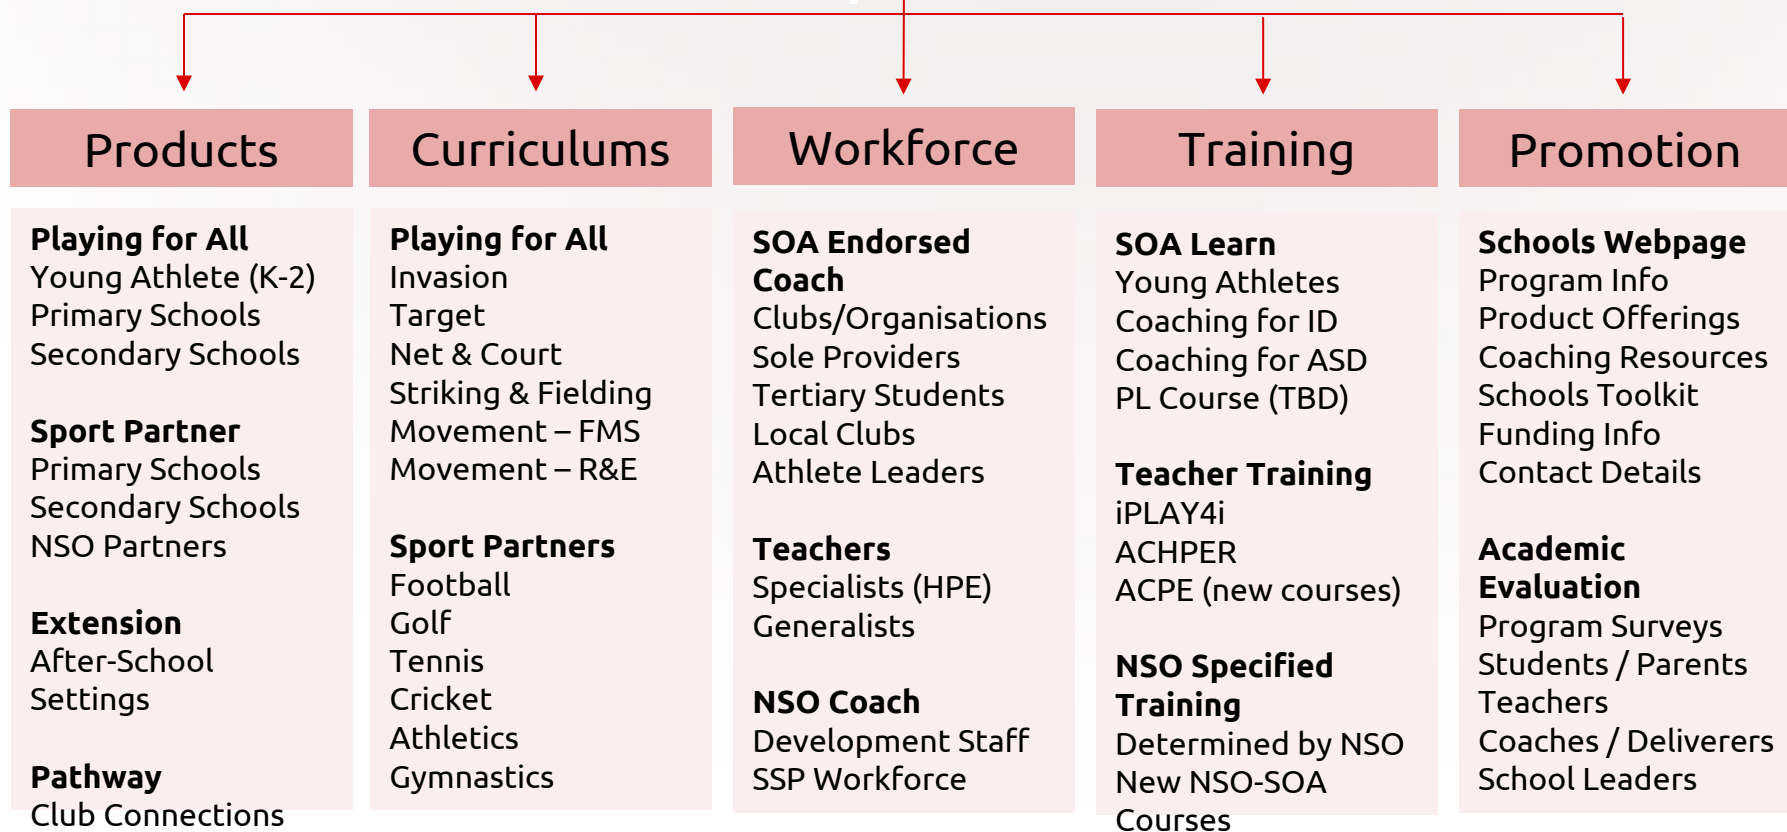 Products
Playing for All
Young Athlete (K-2)
Primary Schools
Secondary Schools
Sport Partner
Primary Schools
Secondary Schools
NSO Partners
Extension
After-School
Settings
Pathway
Club Connections
Curriculums
Playing for All
Invasion
Target
Net & Court
Striking & Fielding
Movement – FMS
Movement – R&E
Sport Partners
Football
Golf
Tennis
Cricket
Athletics
Gymnastics
Workforce
SOA Endorsed
Coach
Clubs/Organisations
Sole Providers
Tertiary Students
Local Clubs
Athlete Leaders
Teachers
Specialists (HPE)
Generalists
NSO Coach
Development Staff
SSP Workforce
Training
SOA Learn
Young Athletes
Coaching for ID
Coaching for ASD
PL Course (TBD)
Teacher Training
iPLAY4i
ACHPER
ACPE (new courses)
NSO Specified
Training
Determined by NSO
New NSO-SOA
Courses
Promotion
Schools Webpage
Program Info
Product Offerings
Coaching Resources
Schools Toolkit
Funding Info
Contact Details
Academic
Evaluation
Program Surveys
Students / Parents
Teachers
Coaches / Deliverers
School Leaders